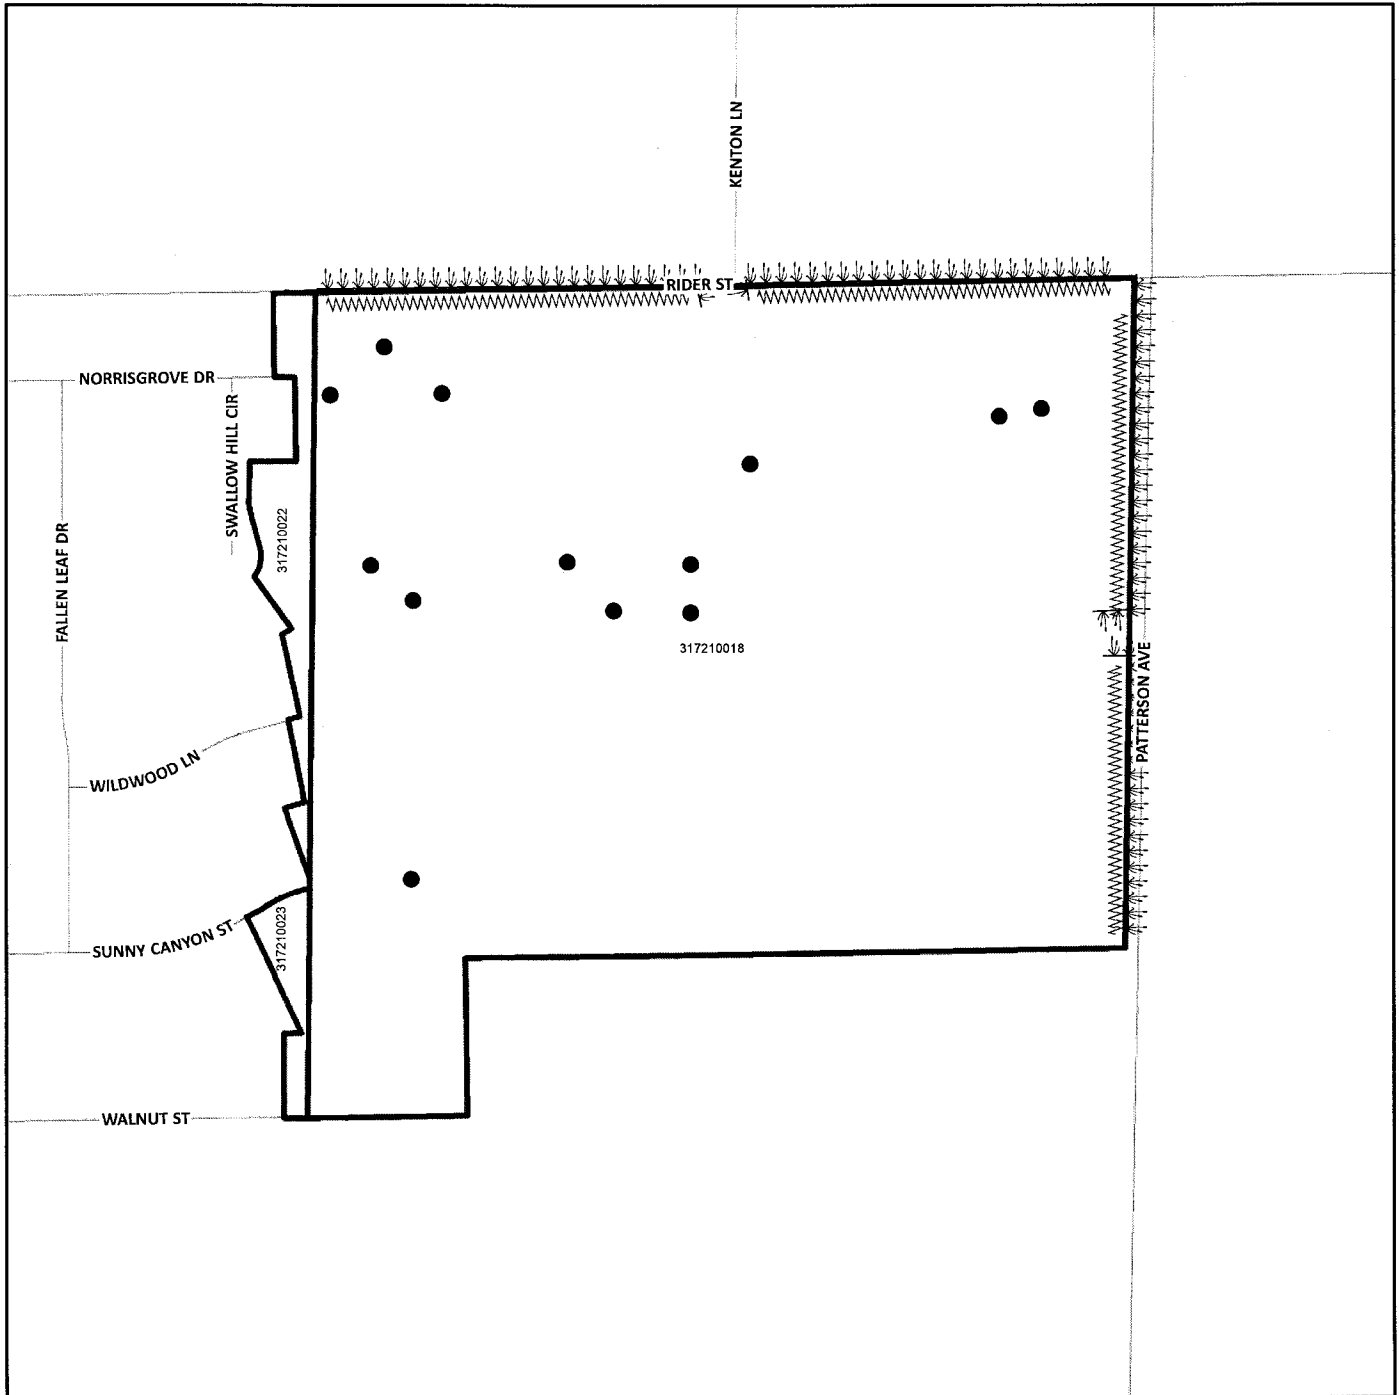 KENTON LN
RIDER ST
NORRISGROVE DR
SWALLOW HILL CIR
317210022
FALLEN LEAF DR
317210018
PATTERSON AVE
WILDWOOD LN
317210023
SUNNY CANYON ST
WALNUT ST